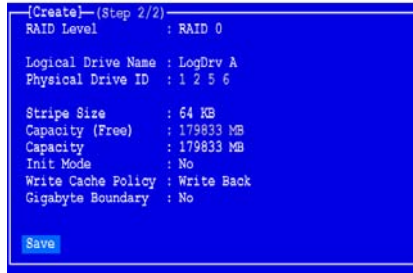 [Create]—(Step 2/2)
RAID Level : RAID 0
Logical Drive Name : LogDrv A
Physical Drive ID : 1 2 5 6
Stripe Size : 64 KB
Capacity (Free) : 179833 MB
Capacity : 179833 MB
Init Mode : No
Write Cache Policy : Write Back
Gigabyte Boundary : No
Save